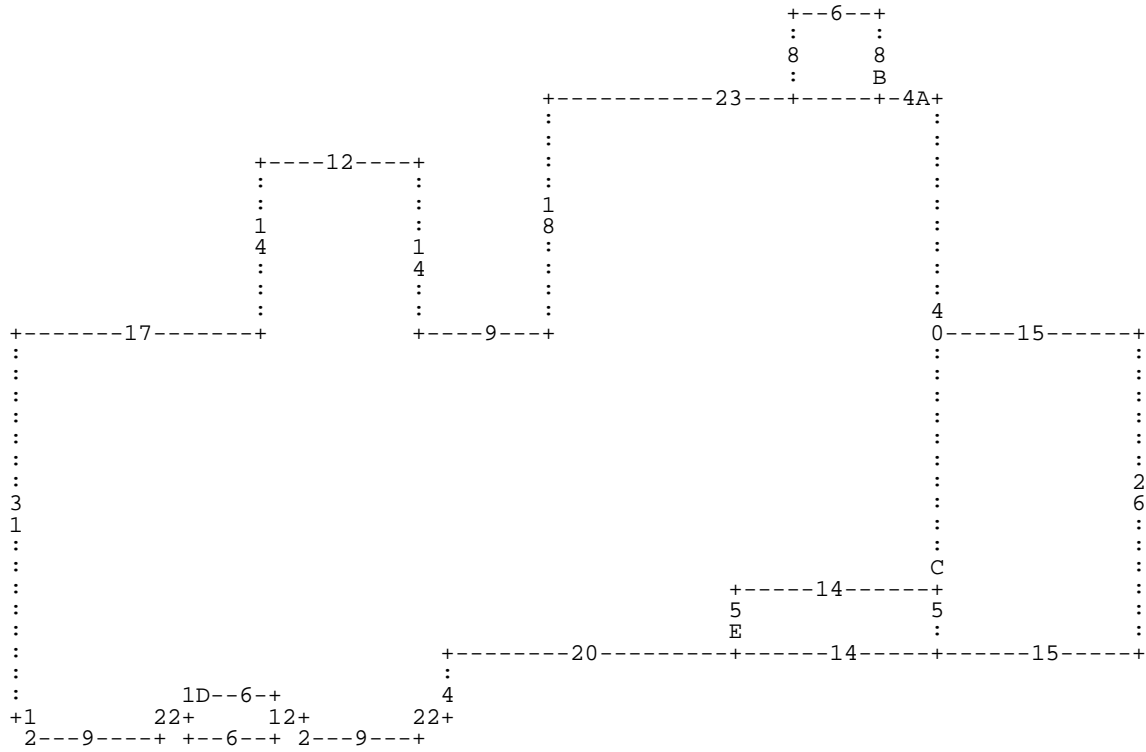 +--6--+
: :
8 8
: B
+-----------23---+-----+-4A+
: :
: :
+----12----+ : :
: : : :
: : 1 :
1 : 8 :
4 1 : :
: 4 : :
: : : :
: : : 4
+-------17-------+ +----9---+ 0-----15------+
: : :
: : :
: : :
: : :
: : :
: : :
: : 2
3 : 6
1 : :
: : :
: C :
: +-----14------+ :
: 5 5 :
: E : :
: +--------20---------+------14-----+-----15------+
: :
: 1D--6-+ 4
+1 22+ 12+ 22+
2---9----+ +--6--+ 2---9----+